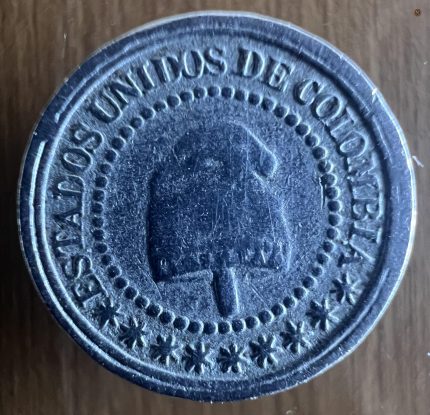 ESTADOS UNIDOS DE COLOMBIA